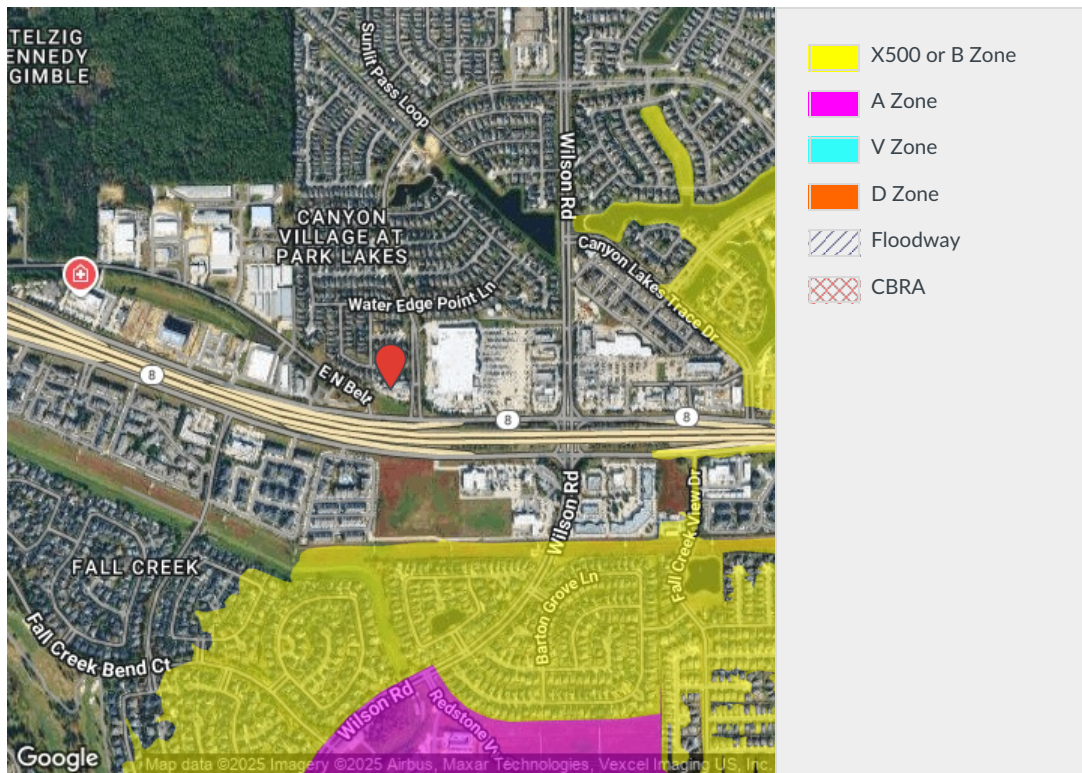 TELZIG
ENNEDY
GIMBLE
Sunlit Pass Loop
Wilson Rd
CANYON
VILLAGE AT
PARK LAKES
Canyon Lakes Trace Dr
Water Edge Point Ln
E N Belt
8
8
8
Wilson Rd
Fall Creek View Dr
FALL CREEK
Barton Grove Ln
Fall Creek Bend Ct
Wilson Rd
Redstone W
Google
Map data ©2025 Imagery ©2025 Airbus, Maxar Technologies, Vexcel Imaging US, Inc.
X500 or B Zone
A Zone
V Zone
D Zone
Floodway
CBRA